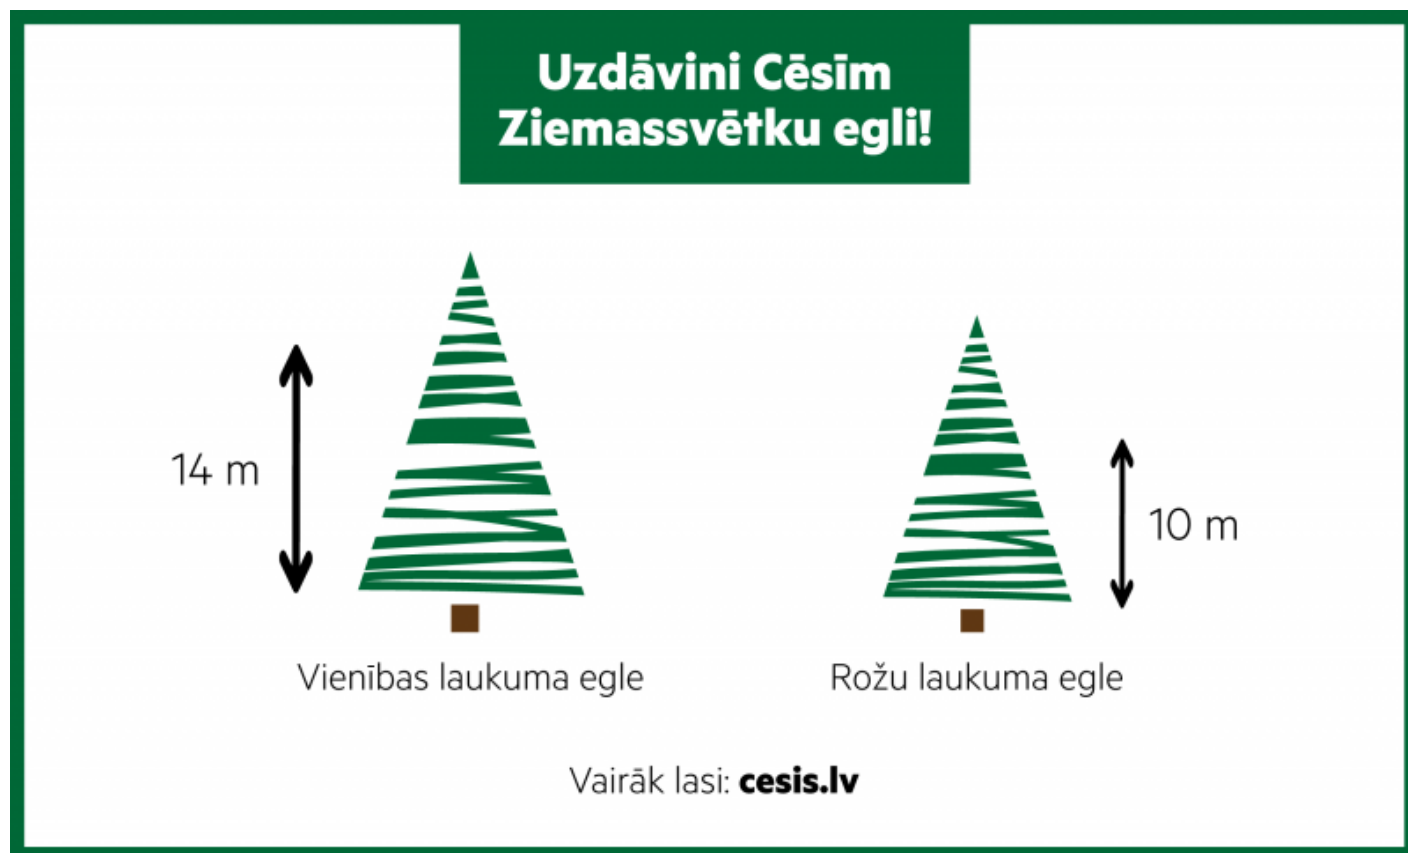 Uzdāvini Cēsīm
Ziemassvētku egli!
14 m
10 m
Vienības laukuma egle
Rožu laukuma egle
Vairāk lasi: cesis.lv